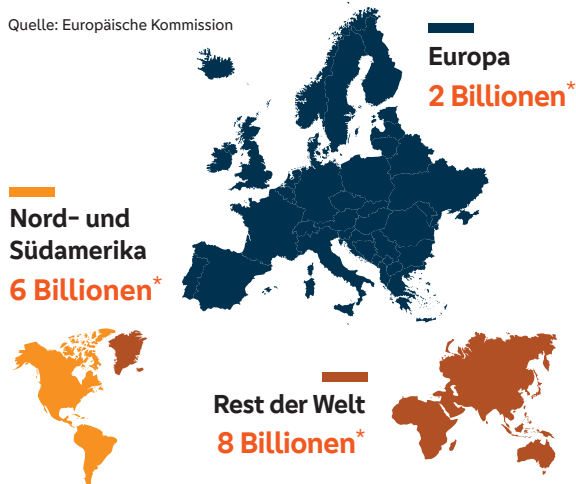 Quelle: Europäische Kommission
Europa
2 Billionen*
Nord- und
Südamerika
6 Billionen*
Rest der Welt
8 Billionen*